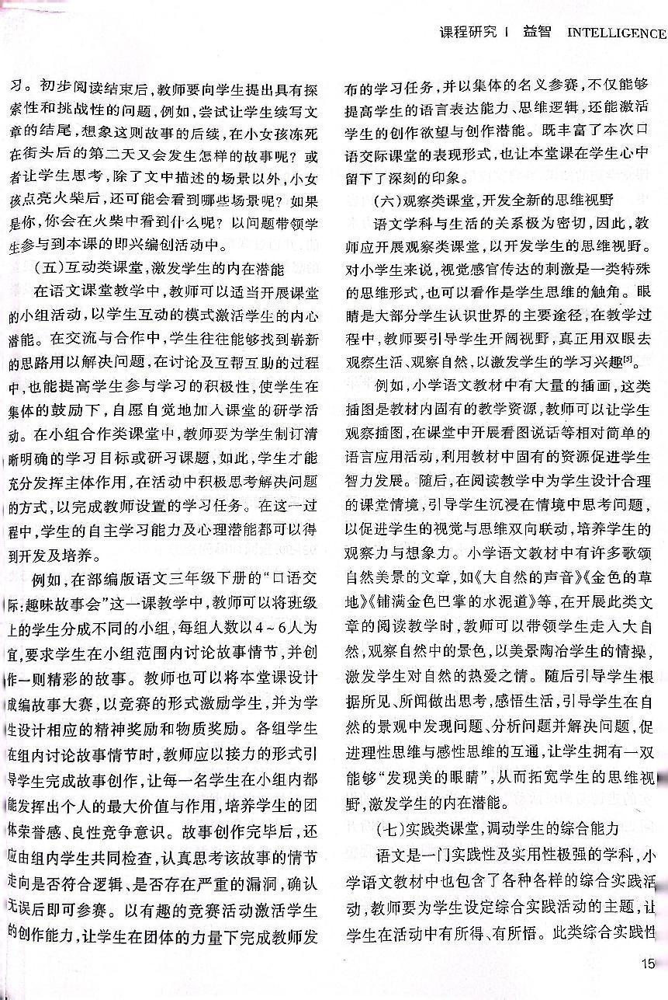 课程研究 | 益智 INTELLIGENCE
习。初步阅读结束后,教师要向学生提出具有探
索性和挑战性的问题,例如,尝试让学生续写文
章的结尾,想象这则故事的后续,在小女孩冻死
在街头后的第二天又会发生怎样的故事呢? 或
者让学生思考,除了文中描述的场景以外,小女
孩点亮火柴后,还可能会看到哪些场景呢? 如果
是你,你会在火柴中看到什么呢? 以问题带领学
生参与到本课的即兴编创活动中。
(五)互动类课堂,激发学生的内在潜能
在语文课堂教学中,教师可以适当开展课堂
的小组活动,以学生互动的模式激活学生的内心
潜能。在交流与合作中,学生往往能够找到崭新
的思路用以解决问题,在讨论及互帮互助的过程
中,也能提高学生参与学习的积极性,使学生在
集体的鼓励下,自愿自觉地加入课堂的研学活
动。在小组合作类课堂中,教师要为学生制订清
晰明确的学习目标或研习课题,如此,学生才能
充分发挥主体作用,在活动中积极思考解决问题
的方式,以完成教师设置的学习任务。在这一过
程中,学生的自主学习能力及心理潜能都可以得
到开发及培养。
例如,在部编版语文三年级下册的“口语交
际:趣味故事会”这一课教学中,教师可以将班级
上的学生分成不同的小组,每组人数以4~6人为
宜,要求学生在小组范围内讨论故事情节,并创
作一则精彩的故事。教师也可以将本堂课设计
成编故事大赛,以竞赛的形式激励学生,并为学
生设计相应的精神奖励和物质奖励。各组学生
在组内讨论故事情节时,教师应以接力的形式引
导学生完成故事创作,让每一名学生在小组内都
能发挥出个人的最大价值与作用,培养学生的团
体荣誉感、良性竞争意识。故事创作完毕后,还
应由组内学生共同检查,认真思考该故事的情节
走向是否符合逻辑、是否存在严重的漏洞,确认
无误后即可参赛。以有趣的竞赛活动激活学生
的创作能力,让学生在团体的力量下完成教师发
布的学习任务,并以集体的名义参赛,不仅能够
提高学生的语言表达能力、思维逻辑,还能激活
学生的创作欲望与创作潜能。既丰富了本次口
语交际课堂的表现形式,也让本堂课在学生心中
留下了深刻的印象。
(六)观察类课堂,开发全新的思维视野
语文学科与生活的关系极为密切,因此,教
师应开展观察类课堂,以开发学生的思维视野。
对小学生来说,视觉感官传达的刺激是一类特殊
的思维形式,也可以看作是学生思维的触角。眼
睛是大部分学生认识世界的主要途径,在教学过
程中,教师要引导学生开阔视野,真正用双眼去
观察生活、观察自然,以激发学生的学习兴趣[5]。
例如,小学语文教材中有大量的插画,这类
插图是教材内固有的教学资源,教师可以让学生
观察插图,在课堂中开展看图说话等相对简单的
语言应用活动,利用教材中固有的资源促进学生
智力发展。随后,在阅读教学中为学生设计合理
的课堂情境,引导学生沉浸在情境中思考问题,
以促进学生的视觉与思维双向联动,培养学生的
观察力与想象力。小学语文教材中有许多歌颂
自然美景的文章,如《大自然的声音》《金色的草
地》《铺满金色巴掌的水泥道》等,在开展此类文
章的阅读教学时,教师可以带领学生走入大自
然,观察自然中的景色,以美景陶冶学生的情操,
激发学生对自然的热爱之情。随后引导学生根
据所见、所闻做出思考,感悟生活,引导学生在自
然的景观中发现问题、分析问题并解决问题,促
进理性思维与感性思维的互通,让学生拥有一双
能够“发现美的眼睛”,从而拓宽学生的思维视
野,激发学生的内在潜能。
(七)实践类课堂,调动学生的综合能力
语文是一门实践性及实用性极强的学科,小
学语文教材中也包含了各种各样的综合实践活
动,教师要为学生设定综合实践活动的主题,让
学生在活动中有所得、有所悟。此类综合实践性
15